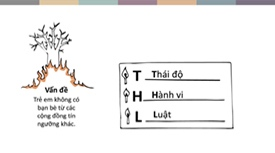 Vấn đề
Trẻ em không có
bạn bè từ các
cộng đồng tín
ngưỡng khác.
T Thái độ
H Hành vi
L Luật